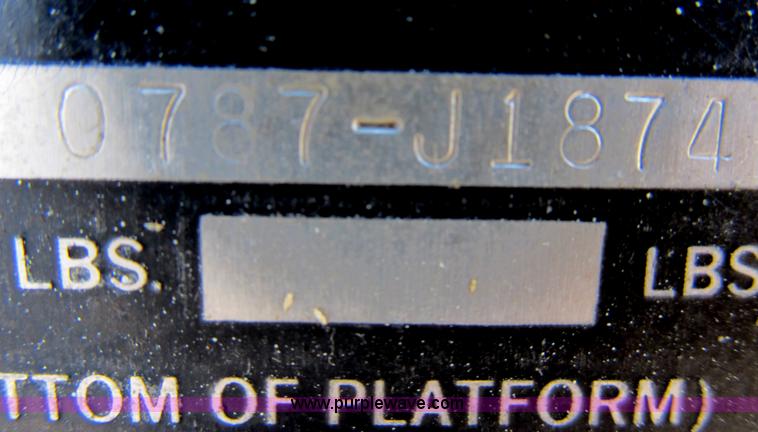 0787-J1874
LBS. LBS
TTOM OF PLATFORM)
www.purplewave.com